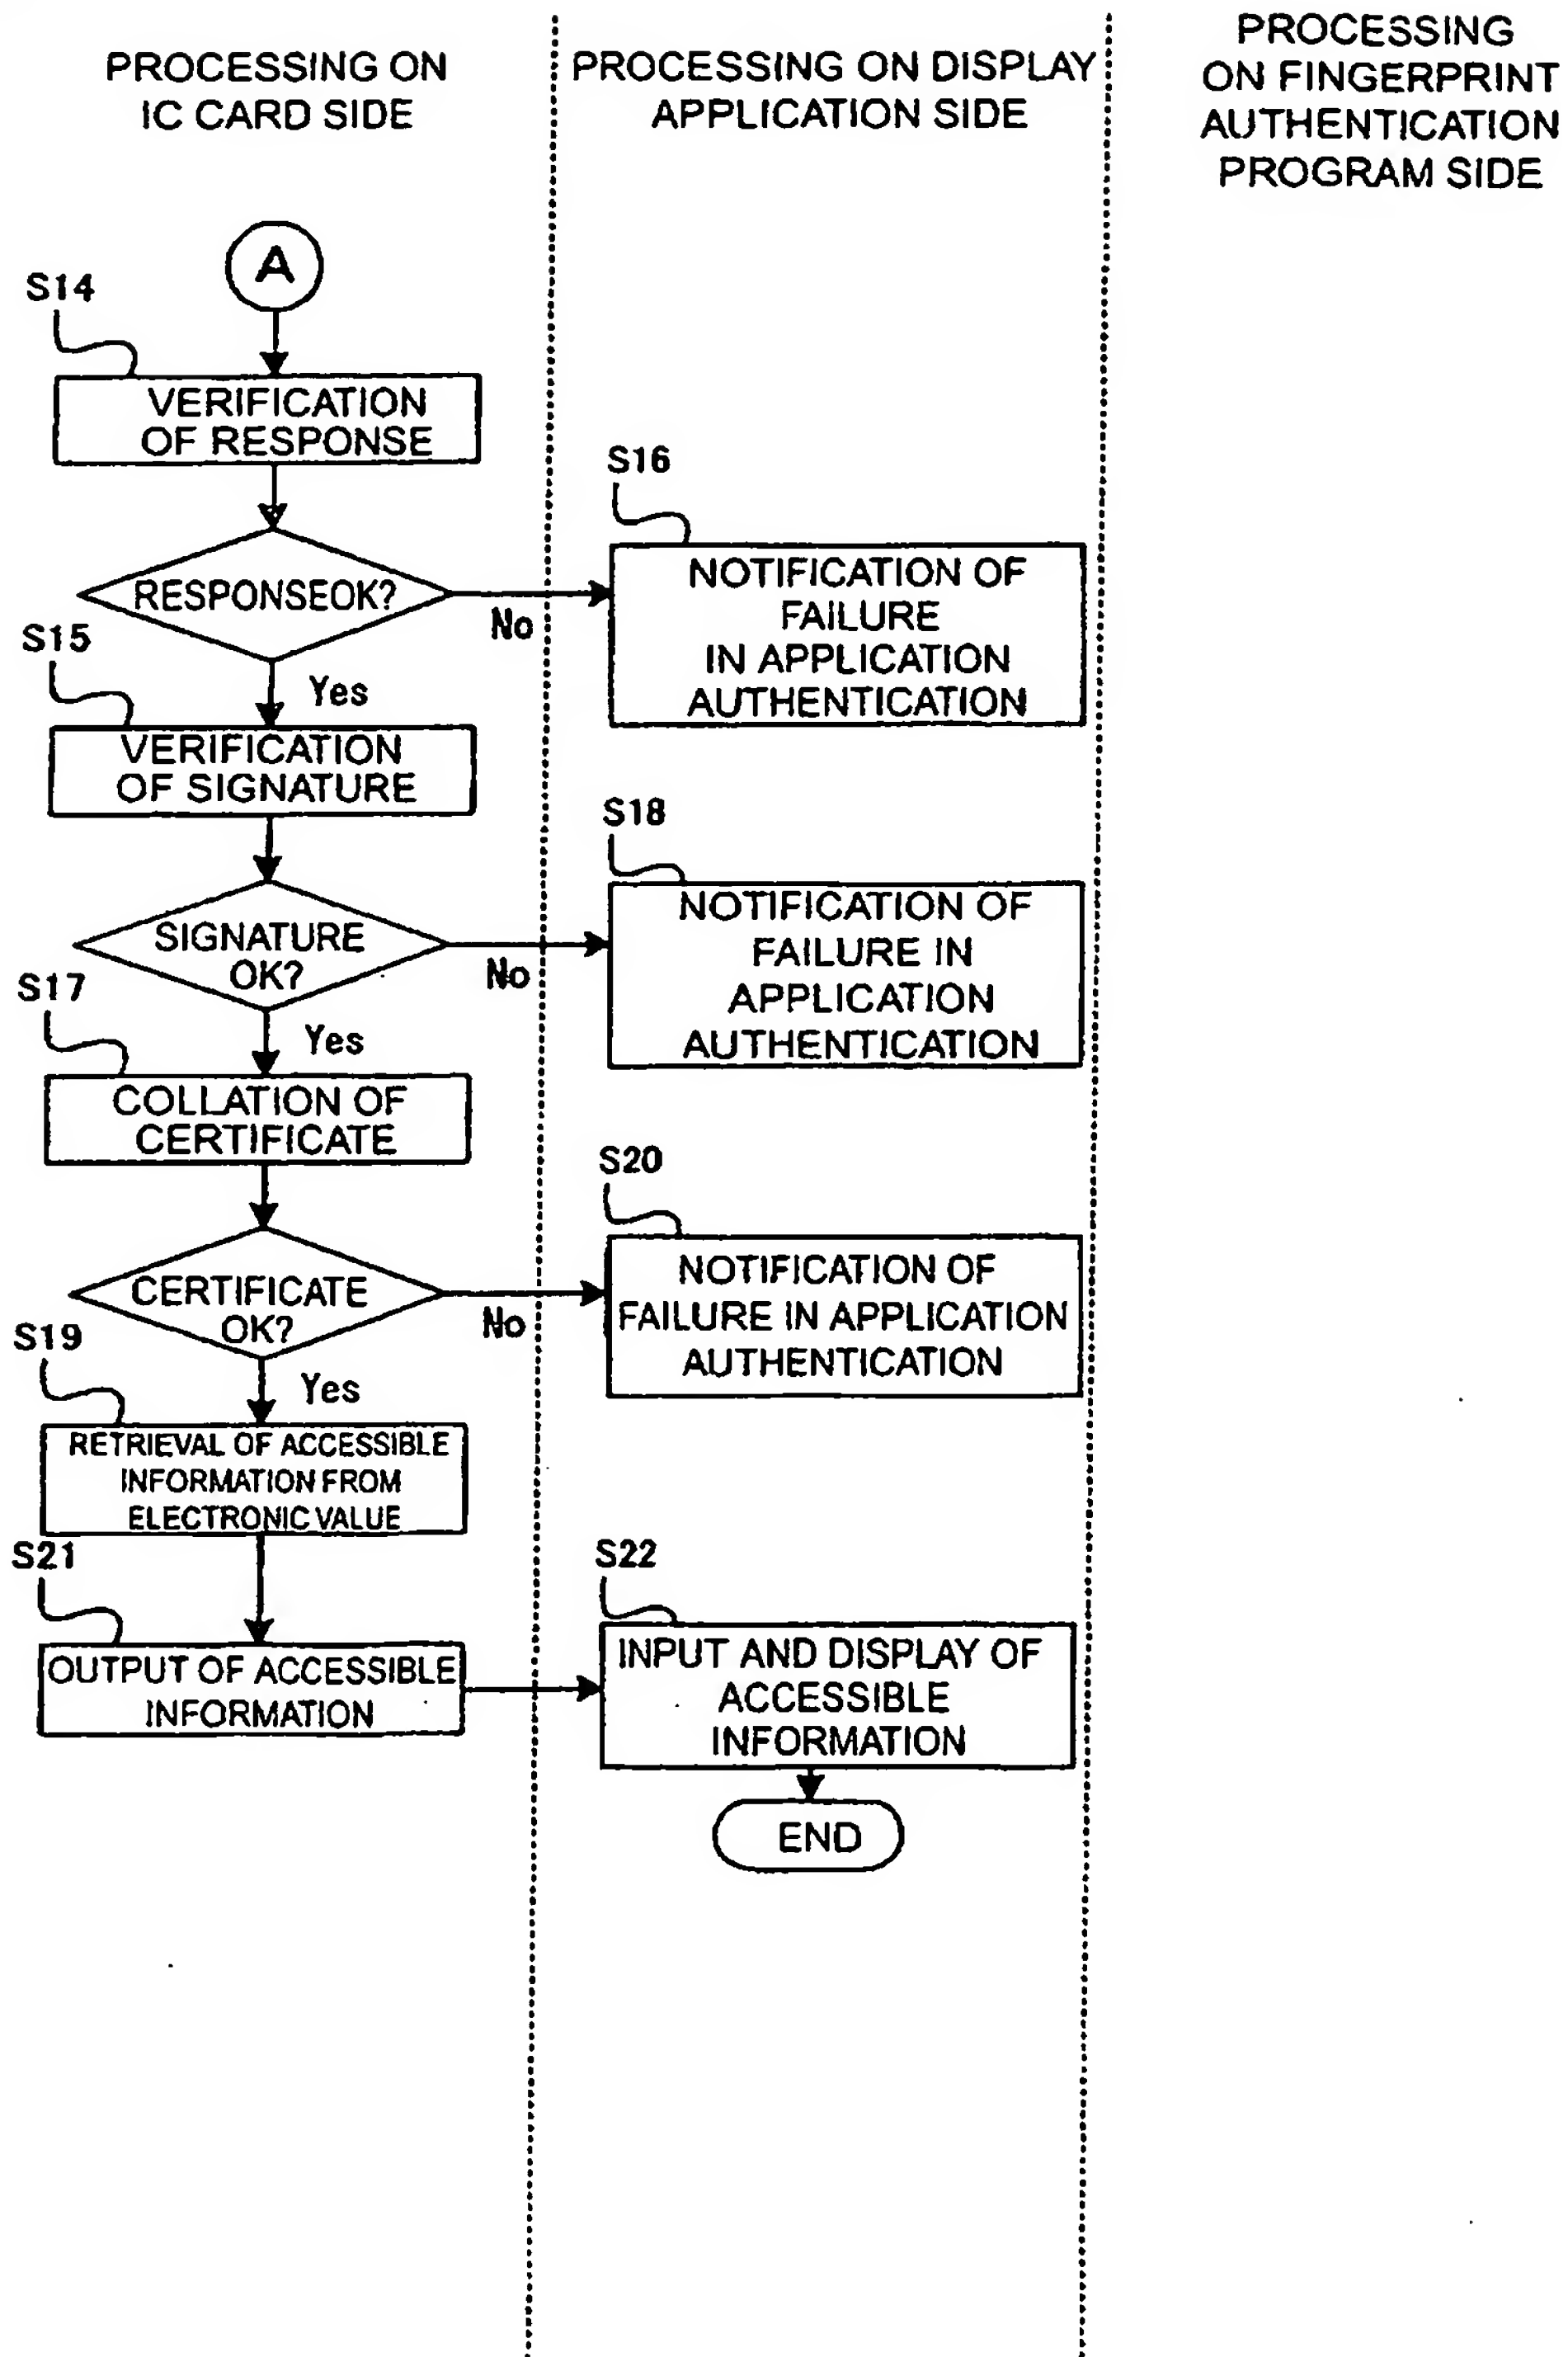 PROCESSING ON
IC CARD SIDE
PROCESSING ON DISPLAY
APPLICATION SIDE
PROCESSING
ON FINGERPRINT
AUTHENTICATION
PROGRAM SIDE
A
S14
VERIFICATION
OF RESPONSE
RESPONSEOK?
No
S16
NOTIFICATION OF
FAILURE
IN APPLICATION
AUTHENTICATION
Yes
S15
VERIFICATION
OF SIGNATURE
SIGNATURE
OK?
No
S18
NOTIFICATION OF
FAILURE IN
APPLICATION
AUTHENTICATION
Yes
S17
COLLATION OF
CERTIFICATE
CERTIFICATE
OK?
No
S20
NOTIFICATION OF
FAILURE IN APPLICATION
AUTHENTICATION
Yes
S19
RETRIEVAL OF ACCESSIBLE
INFORMATION FROM
ELECTRONIC VALUE
S21
OUTPUT OF ACCESSIBLE
INFORMATION
S22
INPUT AND DISPLAY OF
ACCESSIBLE
INFORMATION
END